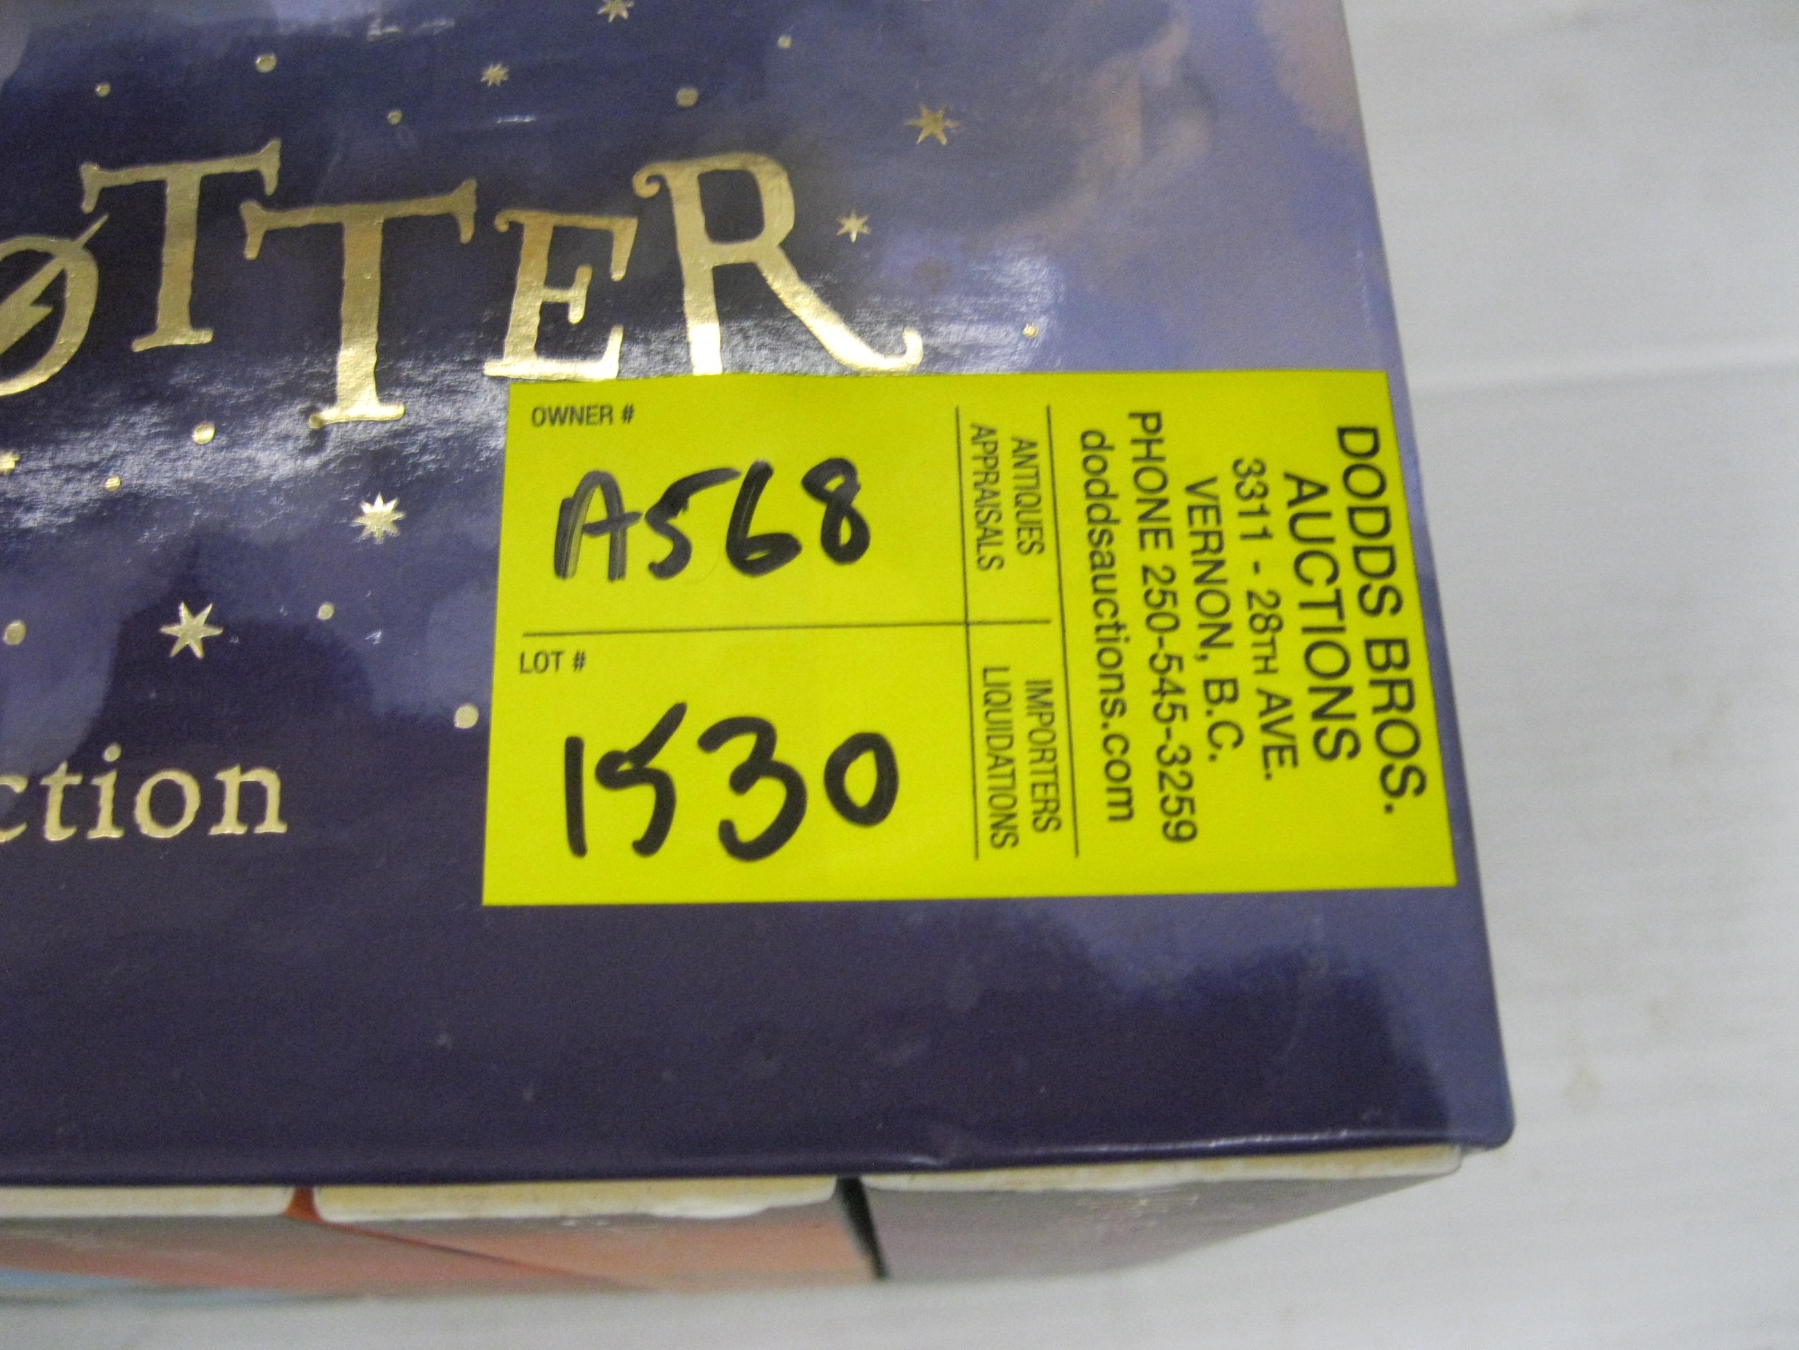 OTTER
ction
OWNER #
A568
LOT #
1530
ANTIQUES
APPRAISALS
IMPORTERS
LIQUIDATIONS
DODDS BROS.
AUCTIONS
3311 - 28TH AVE.
VERNON, B.C.
PHONE 250-545-3259
doddsauctions.com